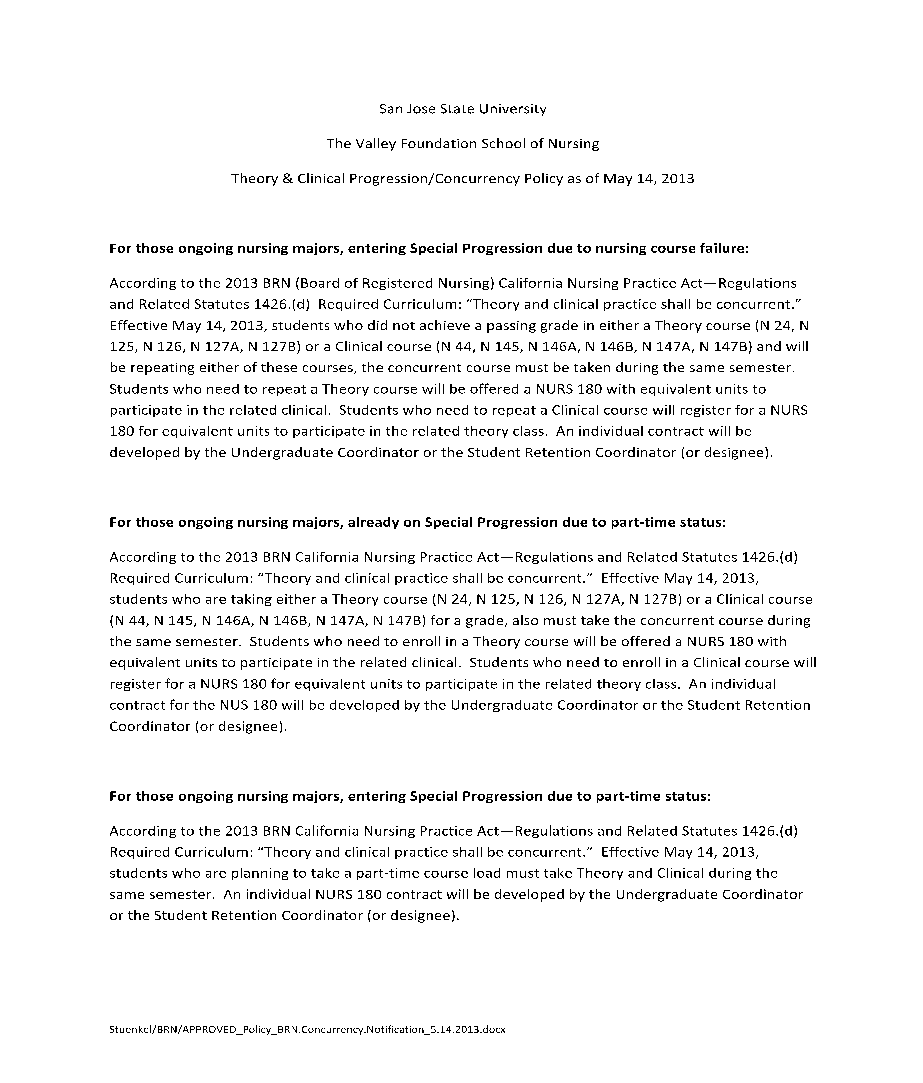 San Jose State University
The Valley Foundation School of Nursing
Theory & Clinical Progression/Concurrency Policy as of May 14, 2013
For those ongoing nursing majors, entering Special Progression due to nursing course failure:
According to the 2013 BRN (Board of Registered Nursing) California Nursing Practice Act—Regulations
and Related Statutes 1426.(d)  Required Curriculum: “Theory and clinical practice shall be concurrent.”
Effective May 14, 2013, students who did not achieve a passing grade in either a Theory course (N 24, N
125, N 126, N 127A, N 127B) or a Clinical course (N 44, N 145, N 146A, N 146B, N 147A, N 147B) and will
be repeating either of these courses, the concurrent course must be taken during the same semester.
Students who need to repeat a Theory course will be offered a NURS 180 with equivalent units to
participate in the related clinical.  Students who need to repeat a Clinical course will register for a NURS
180 for equivalent units to participate in the related theory class.  An individual contract will be
developed by the Undergraduate Coordinator or the Student Retention Coordinator (or designee).
For those ongoing nursing majors, already on Special Progression due to part-time status:
According to the 2013 BRN California Nursing Practice Act—Regulations and Related Statutes 1426.(d)
Required Curriculum: “Theory and clinical practice shall be concurrent.”  Effective May 14, 2013,
students who are taking either a Theory course (N 24, N 125, N 126, N 127A, N 127B) or a Clinical course
(N 44, N 145, N 146A, N 146B, N 147A, N 147B) for a grade, also must take the concurrent course during
the same semester.  Students who need to enroll in a Theory course will be offered a NURS 180 with
equivalent units to participate in the related clinical.  Students who need to enroll in a Clinical course will
register for a NURS 180 for equivalent units to participate in the related theory class.  An individual
contract for the NUS 180 will be developed by the Undergraduate Coordinator or the Student Retention
Coordinator (or designee).
For those ongoing nursing majors, entering Special Progression due to part-time status:
According to the 2013 BRN California Nursing Practice Act—Regulations and Related Statutes 1426.(d)
Required Curriculum: “Theory and clinical practice shall be concurrent.”  Effective May 14, 2013,
students who are planning to take a part-time course load must take Theory and Clinical during the
same semester.  An individual NURS 180 contract will be developed by the Undergraduate Coordinator
or the Student Retention Coordinator (or designee).
Stuenkel/BRN/APPROVED_Policy_BRN.Concurrency.Notification_5.14.2013.docx